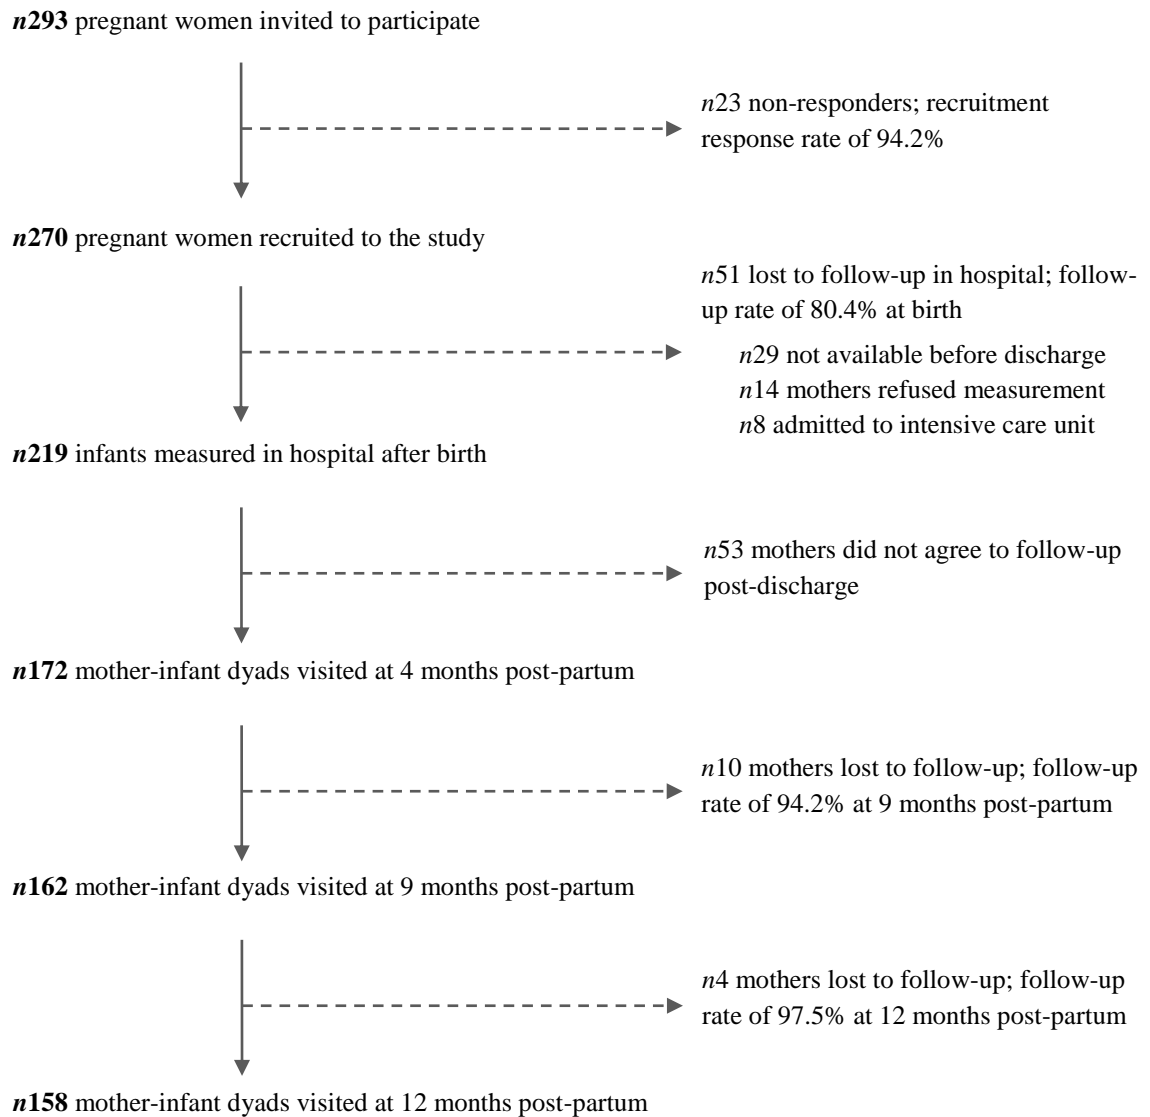 n293 pregnant women invited to participate
n23 non-responders; recruitment
response rate of 94.2%
n270 pregnant women recruited to the study
n51 lost to follow-up in hospital; follow-
up rate of 80.4% at birth
n29 not available before discharge
n14 mothers refused measurement
n8 admitted to intensive care unit
n219 infants measured in hospital after birth
n53 mothers did not agree to follow-up
post-discharge
n172 mother-infant dyads visited at 4 months post-partum
n10 mothers lost to follow-up; follow-up
rate of 94.2% at 9 months post-partum
n162 mother-infant dyads visited at 9 months post-partum
n4 mothers lost to follow-up; follow-up
rate of 97.5% at 12 months post-partum
n158 mother-infant dyads visited at 12 months post-partum